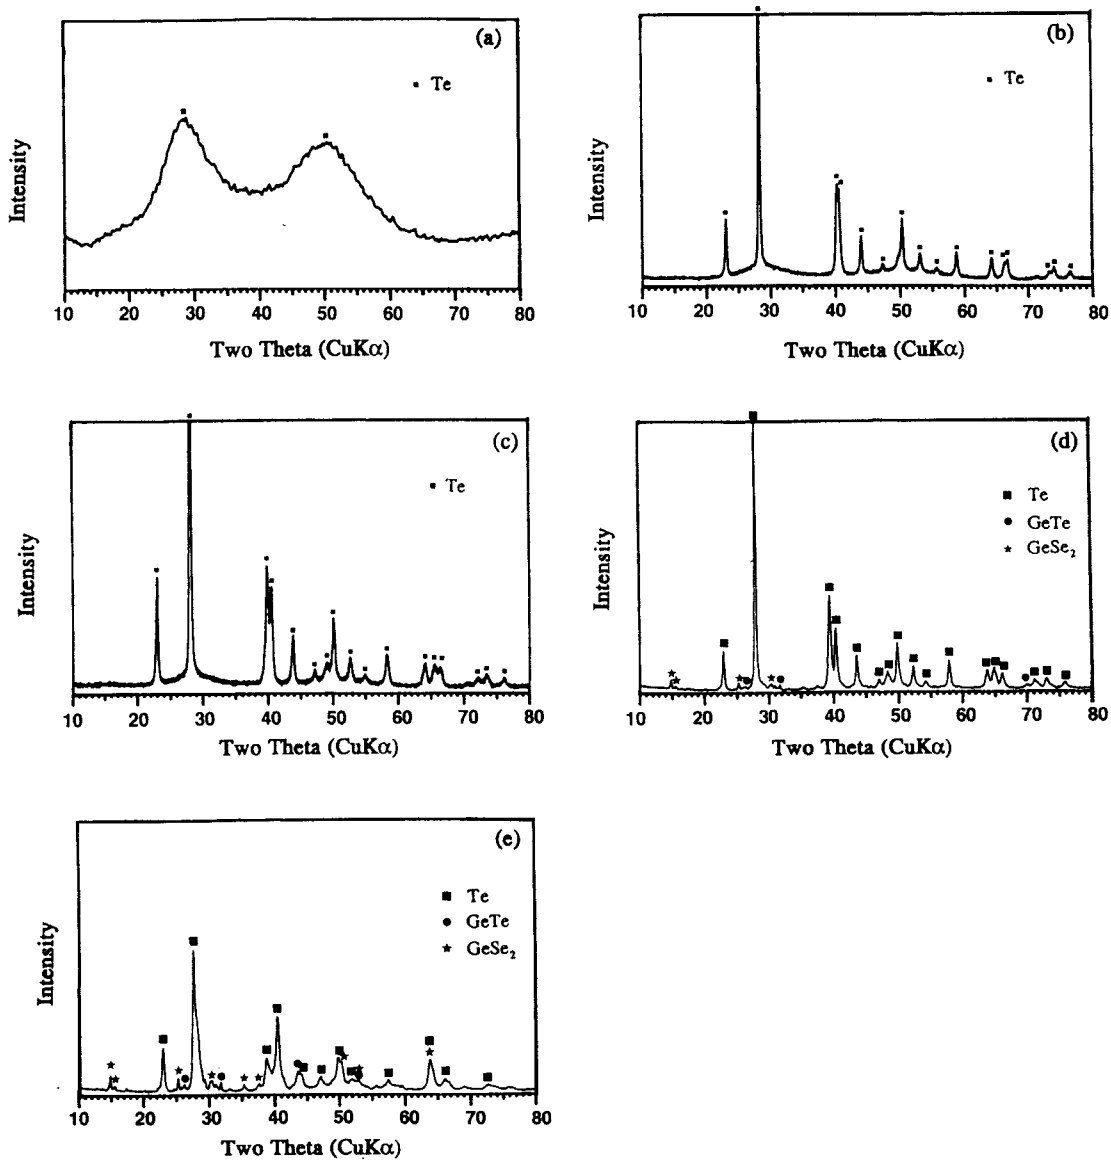 (a)
▪ Te
Intensity
10 20 30 40 50 60 70 80
Two Theta (CuKα)
(b)
▪ Te
Intensity
10 20 30 40 50 60 70 80
Two Theta (CuKα)
(c)
▪ Te
Intensity
10 20 30 40 50 60 70 80
Two Theta (CuKα)
(d)
■ Te
● GeTe
★ GeSe₂
Intensity
10 20 30 40 50 60 70 80
Two Theta (CuKα)
(e)
■ Te
● GeTe
★ GeSe₂
Intensity
10 20 30 40 50 60 70 80
Two Theta (CuKα)